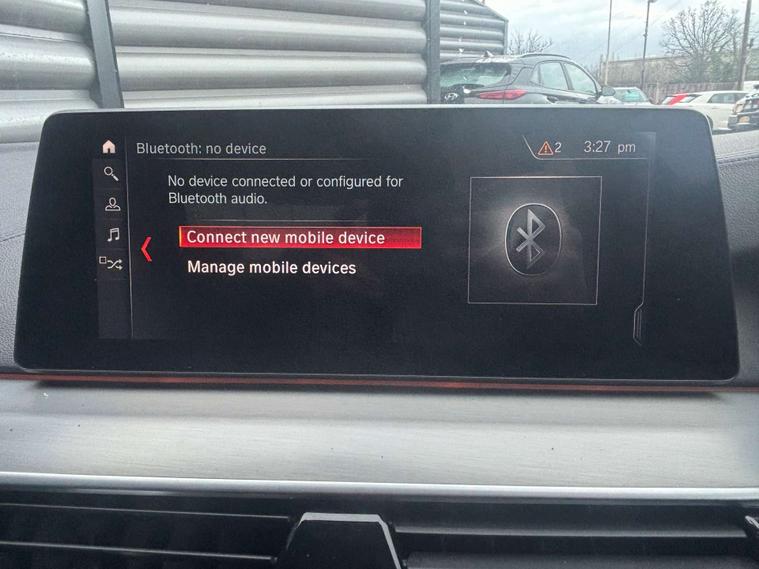 Bluetooth: no device
2
3:27 pm
No device connected or configured for
Bluetooth audio.
Connect new mobile device
Manage mobile devices